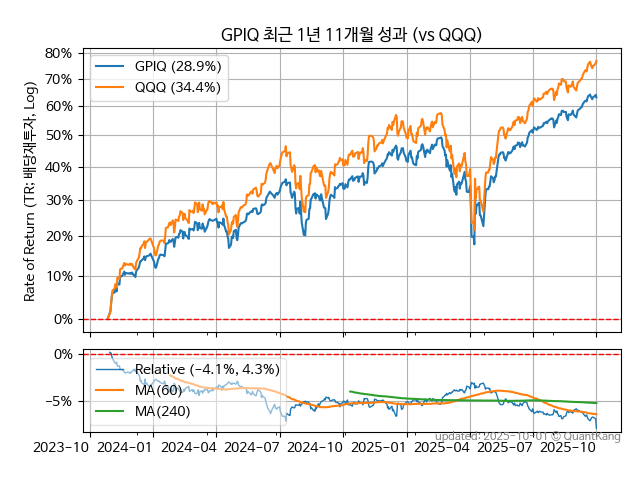 GPIQ 최근 1년 11개월 성과 (vs QQQ)
80%
70%
60%
50%
40%
30%
20%
10%
0%
Rate of Return (TR: 배당재투자, Log)
GPIQ (28.9%)
QQQ (34.4%)
0%
−5%
Relative (−4.1%, 4.3%)
MA(60)
MA(240)
updated: 2025-10-01 © QuantKang
2023-10 2024-01 2024-04 2024-07 2024-10 2025-01 2025-04 2025-07 2025-10